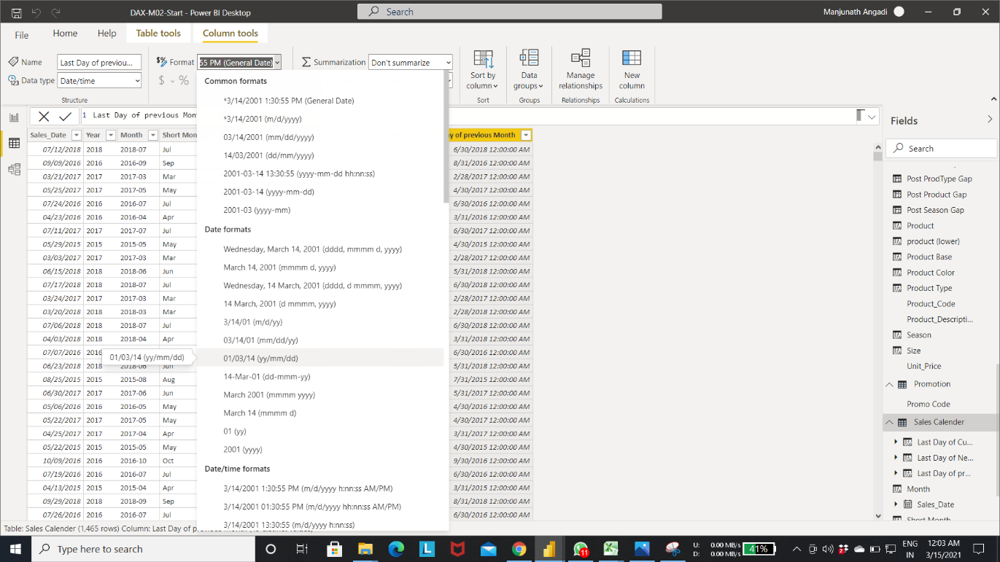 DAX-M02-Start - Power BI Desktop
Search
Manjunath Angadi
File
Home
Help
Table tools
Column tools
Name
Last Day of previou...
Format
55 PM (General Date)
Summarization
Don't summarize
Data type
Date/time
$
%
Structure
Sort by
column
Sort
Data
groups
Groups
Manage
relationships
Relationships
New
column
Calculations
Common formats
*3/14/2001 1:30:55 PM (General Date)
*3/14/2001 (m/d/yyyy)
03/14/2001 (mm/dd/yyyy)
14/03/2001 (dd/mm/yyyy)
2001-03-14 13:30:55 (yyyy-mm-dd hh:nn:ss)
2001-03-14 (yyyy-mm-dd)
2001-03 (yyyy-mm)
Date formats
Wednesday, March 14, 2001 (dddd, mmmm d, yyyy)
March 14, 2001 (mmmm d, yyyy)
Wednesday, 14 March, 2001 (dddd, d mmmm, yyyy)
14 March, 2001 (d mmmm, yyyy)
3/14/01 (m/d/yy)
03/14/01 (mm/dd/yy)
01/03/14 (yy/mm/dd)
14-Mar-01 (dd-mmm-yy)
March 2001 (mmmm yyyy)
March 14 (mmmm d)
01 (yy)
2001 (yyyy)
Date/time formats
3/14/2001 1:30:55 PM (m/d/yyyy h:nn:ss AM/PM)
3/14/2001 01:30:55 PM (m/d/yyyy hh:nn:ss AM/PM)
3/14/2001 13:30:55 (m/d/yyyy h:nn:ss)
01/03/14 (yy/mm/dd)
1 Last Day of previous Mon
Sales_Date Year Month Short Mon y of previous Month
07/12/2018 2018 2018-07 Jul 6/30/2018 12:00:00 AM
09/09/2016 2016 2016-09 Sep 8/31/2016 12:00:00 AM
03/21/2017 2017 2017-03 Mar 2/28/2017 12:00:00 AM
05/25/2017 2017 2017-05 May 4/30/2017 12:00:00 AM
07/24/2016 2016 2016-07 Jul 6/30/2016 12:00:00 AM
04/23/2016 2016 2016-04 Apr 3/31/2016 12:00:00 AM
07/11/2017 2017 2017-07 Jul 6/30/2017 12:00:00 AM
05/29/2015 2015 2015-05 May 4/30/2015 12:00:00 AM
03/03/2017 2017 2017-03 Mar 2/28/2017 12:00:00 AM
06/15/2018 2018 2018-06 Jun 5/31/2018 12:00:00 AM
07/17/2018 2018 2018-07 Jul 6/30/2018 12:00:00 AM
03/24/2017 2017 2017-03 Mar 2/28/2017 12:00:00 AM
03/20/2018 2018 2018-03 Mar 2/28/2018 12:00:00 AM
07/06/2018 2018 2018-07 Jul 6/30/2018 12:00:00 AM
04/03/2018 2018 2018-04 Apr 3/31/2018 12:00:00 AM
07/07/2016 2016 6/30/2016 12:00:00 AM
06/23/2018 2018 2018-06 Jun 5/31/2018 12:00:00 AM
08/25/2015 2015 2015-08 Aug 7/31/2015 12:00:00 AM
06/30/2017 2017 2017-06 Jun 5/31/2017 12:00:00 AM
05/06/2016 2016 2016-05 May 4/30/2016 12:00:00 AM
05/22/2017 2017 2017-05 May 4/30/2017 12:00:00 AM
04/25/2017 2017 2017-04 Apr 3/31/2017 12:00:00 AM
05/22/2015 2015 2015-05 May 4/30/2015 12:00:00 AM
10/09/2016 2016 2016-10 Oct 9/30/2016 12:00:00 AM
07/19/2016 2016 2016-07 Jul 6/30/2016 12:00:00 AM
04/13/2015 2015 2015-04 Apr 3/31/2015 12:00:00 AM
09/29/2018 2018 2018-09 Sep 8/31/2018 12:00:00 AM
07/26/2016 2016 2016-07 Jul 6/30/2016 12:00:00 AM
Fields
Search
Post ProdType Gap
Post Product Gap
Post Season Gap
Product
product (lower)
Product Base
Product Color
Product Type
Product_Code
Product_Descripti...
Season
Size
Unit_Price
Promotion
Promo Code
Sales Calender
Last Day of Cu...
Last Day of Ne...
Last Day of pr...
Month
Sales_Date
Short Month
Table: Sales Calender (1,465 rows) Column: Last Day of previous Month
Type here to search
L
11
U: 0.00 MB/s
D: 0.00 MB/s
41%
ENG
IN
12:03 AM
3/15/2021